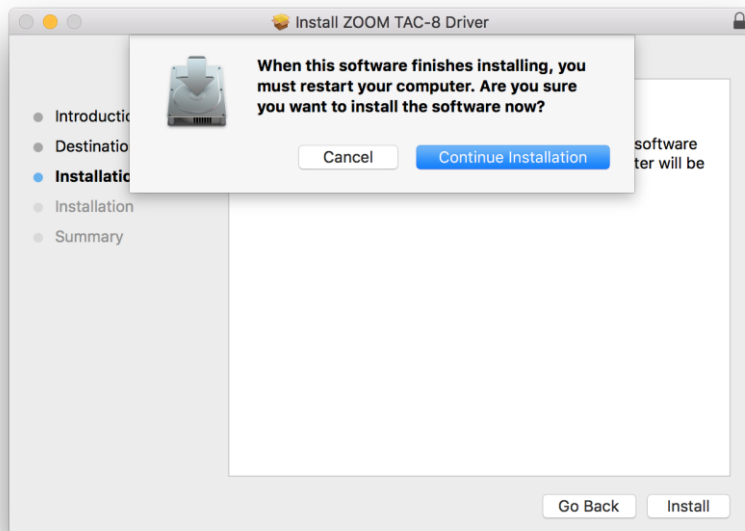 Install ZOOM TAC-8 Driver
When this software finishes installing, you
must restart your computer. Are you sure
you want to install the software now?
Cancel
Continue Installation
Introductio
Destinatio
software
Installatio
ter will be
Installation
Summary
Go Back
Install